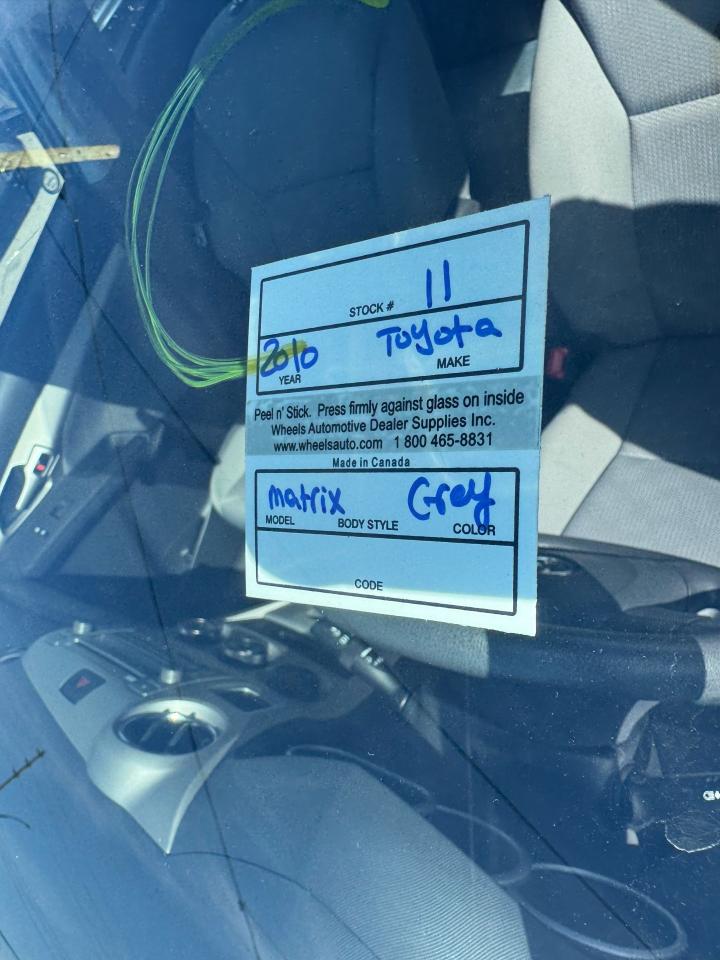 11
STOCK #
2010 Toyota
YEAR MAKE
Peel n' Stick. Press firmly against glass on inside
Wheels Automotive Dealer Supplies Inc.
www.wheelsauto.com 1 800 465-8831
Made in Canada
matrix Grey
MODEL BODY STYLE COLOR
CODE